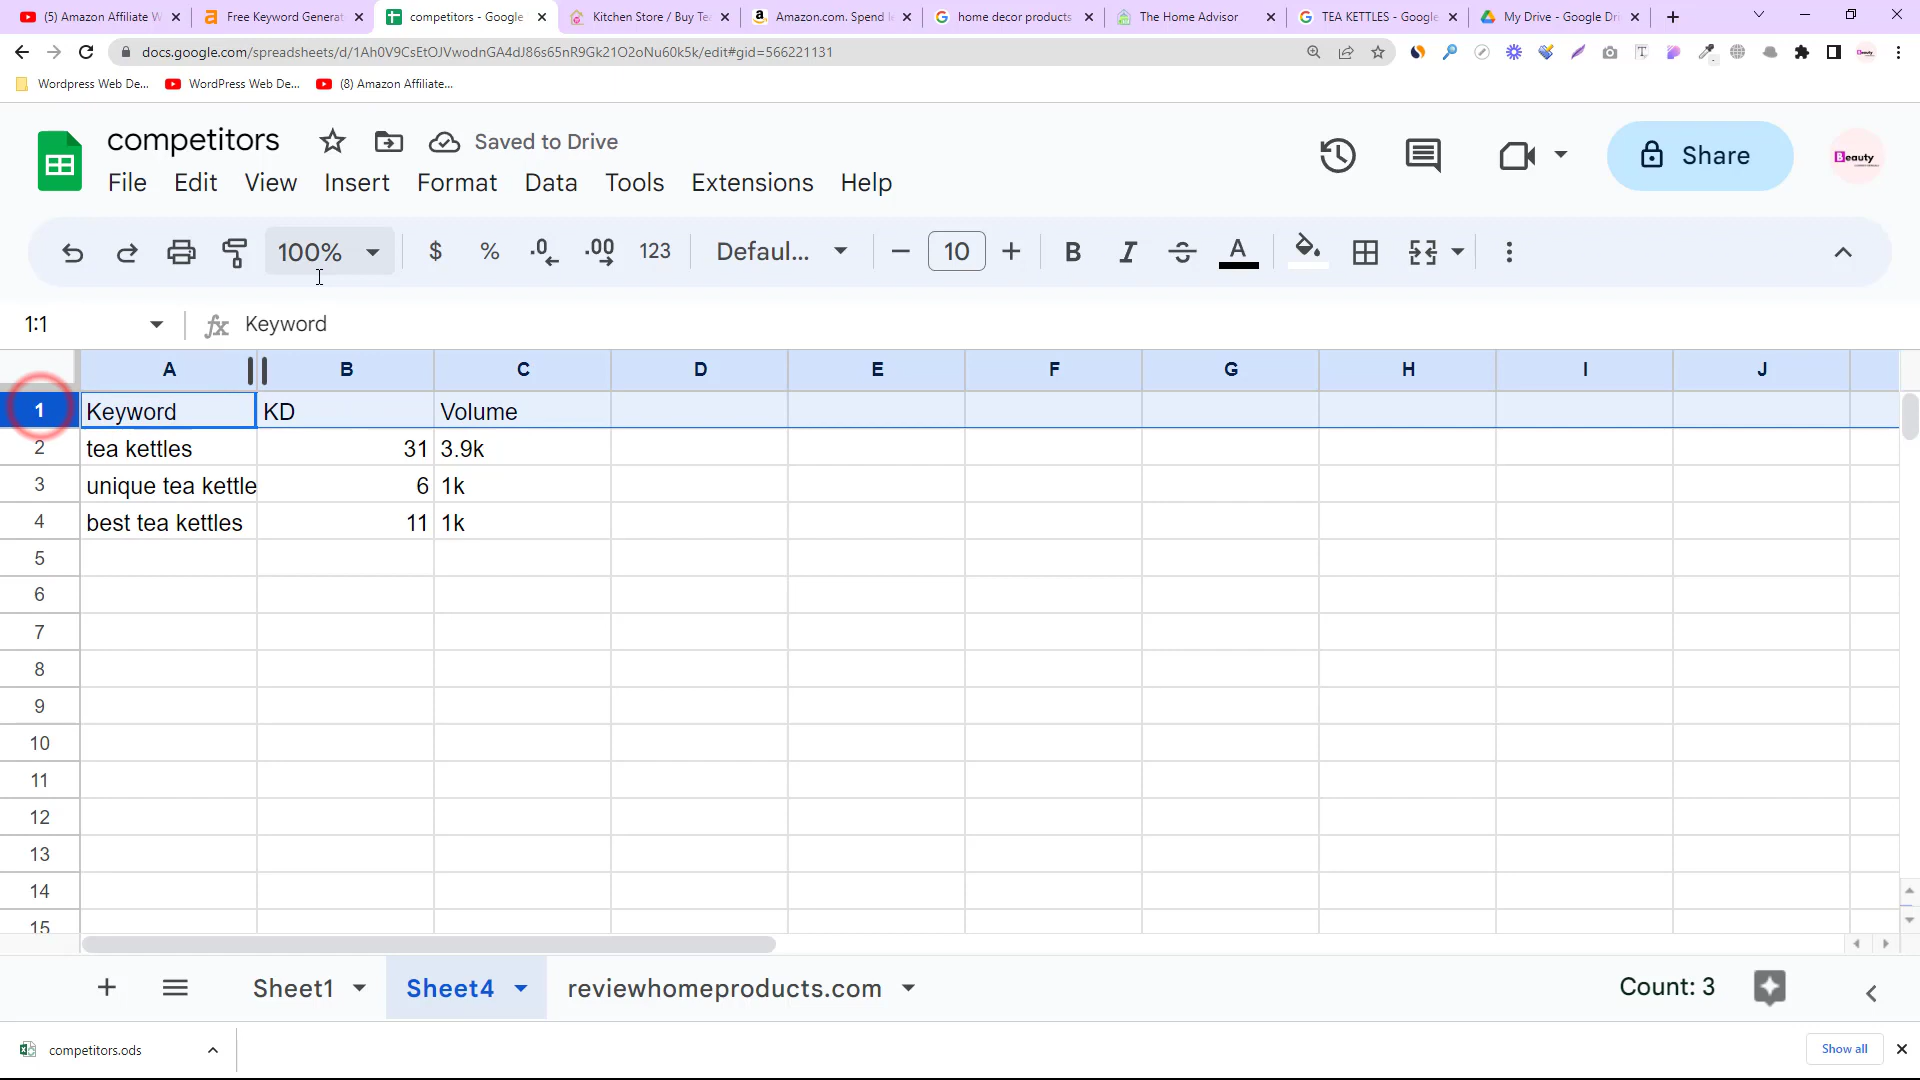 (5) Amazon Affiliate W
Free Keyword Generat
competitors - Google
Kitchen Store / Buy Te
Amazon.com. Spend l
home decor products
The Home Advisor
TEA KETTLES - Google
My Drive - Google Dr
docs.google.com/spreadsheets/d/1Ah0V9CsEtOJVwodnGA4dJ86s65nR9Gk21O2oNu60k5k/edit#gid=566221131
Wordpress Web De...
WordPress Web De...
(8) Amazon Affiliate...
competitors
Saved to Drive
File Edit View Insert Format Data Tools Extensions Help
Share
Beauty
100%
$ % .0 .00 123
Defaul...
10
B I A
1:1
fx Keyword
A B C D E F G H I J
1 Keyword KD Volume
2 tea kettles 31 3.9k
3 unique tea kettle 6 1k
4 best tea kettles 11 1k
5
6
7
8
9
10
11
12
13
14
15
Sheet1
Sheet4
reviewhomeproducts.com
Count: 3
competitors.ods
Show all